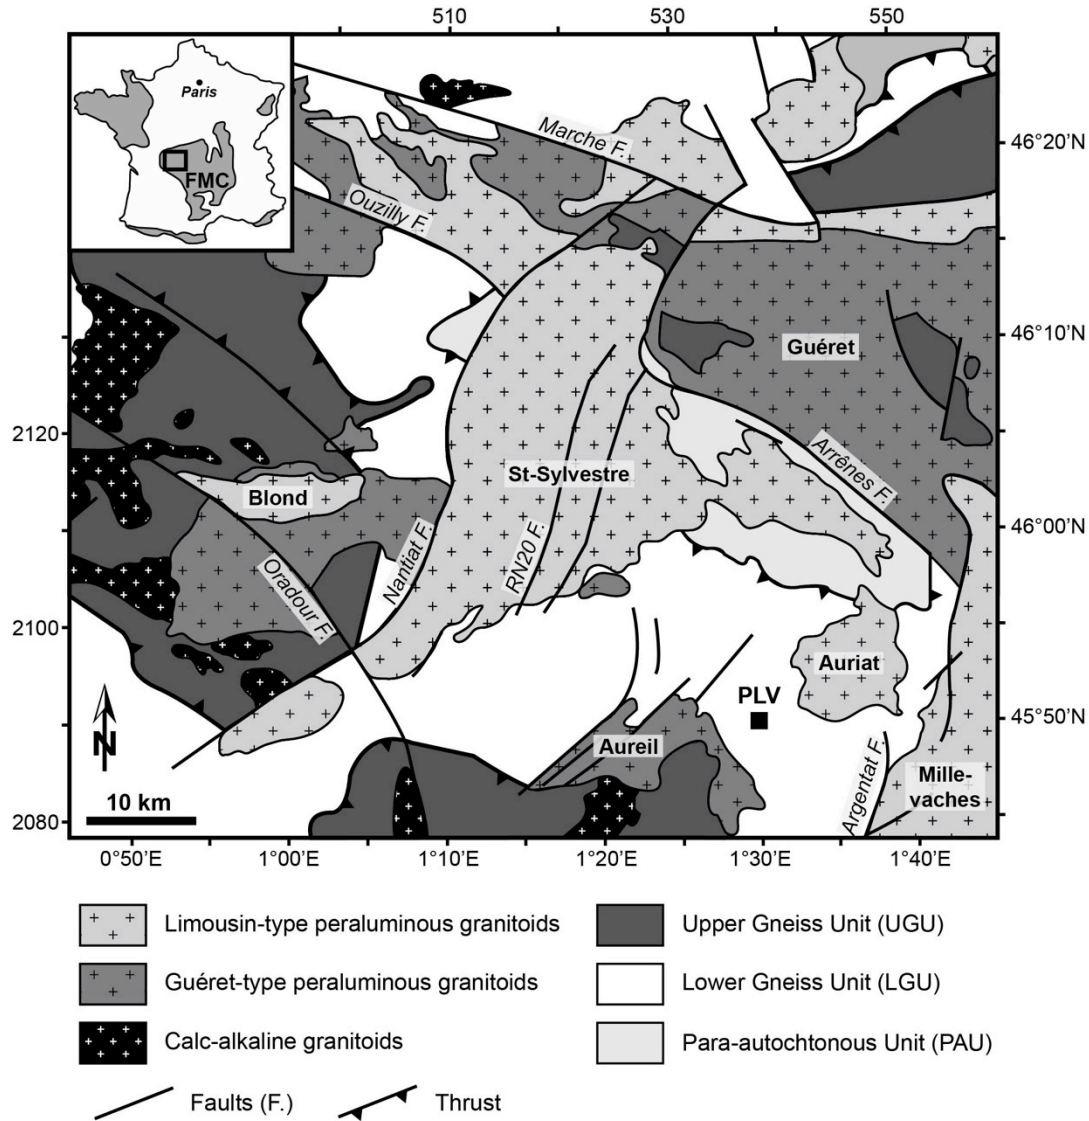 510 530 550
Paris
FMC
Marche F.
46°20'N
Ouzilly F.
46°10'N
Guéret
2120
Arrênes F.
St-Sylvestre
Blond
46°00'N
Nantiat F.
RN20 F.
Oradour F.
2100
Auriat
PLV
45°50'N
N
Aureil
Argentat F.
Mille-
vaches
10 km
2080
0°50'E 1°00'E 1°10'E 1°20'E 1°30'E 1°40'E
Limousin-type peraluminous granitoids
Upper Gneiss Unit (UGU)
Guéret-type peraluminous granitoids
Lower Gneiss Unit (LGU)
Calc-alkaline granitoids
Para-autochtonous Unit (PAU)
Faults (F.)
Thrust